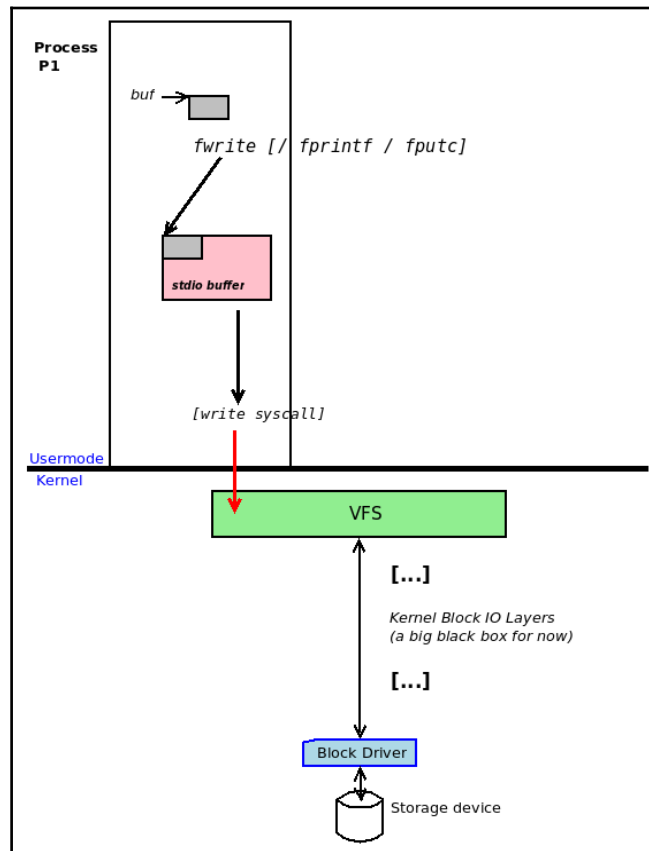 Process
P1
buf
fwrite [/ fprintf / fputc]
stdio buffer
[write syscall]
Usermode
Kernel
VFS
[...]
Kernel Block IO Layers
(a big black box for now)
[...]
Block Driver
Storage device